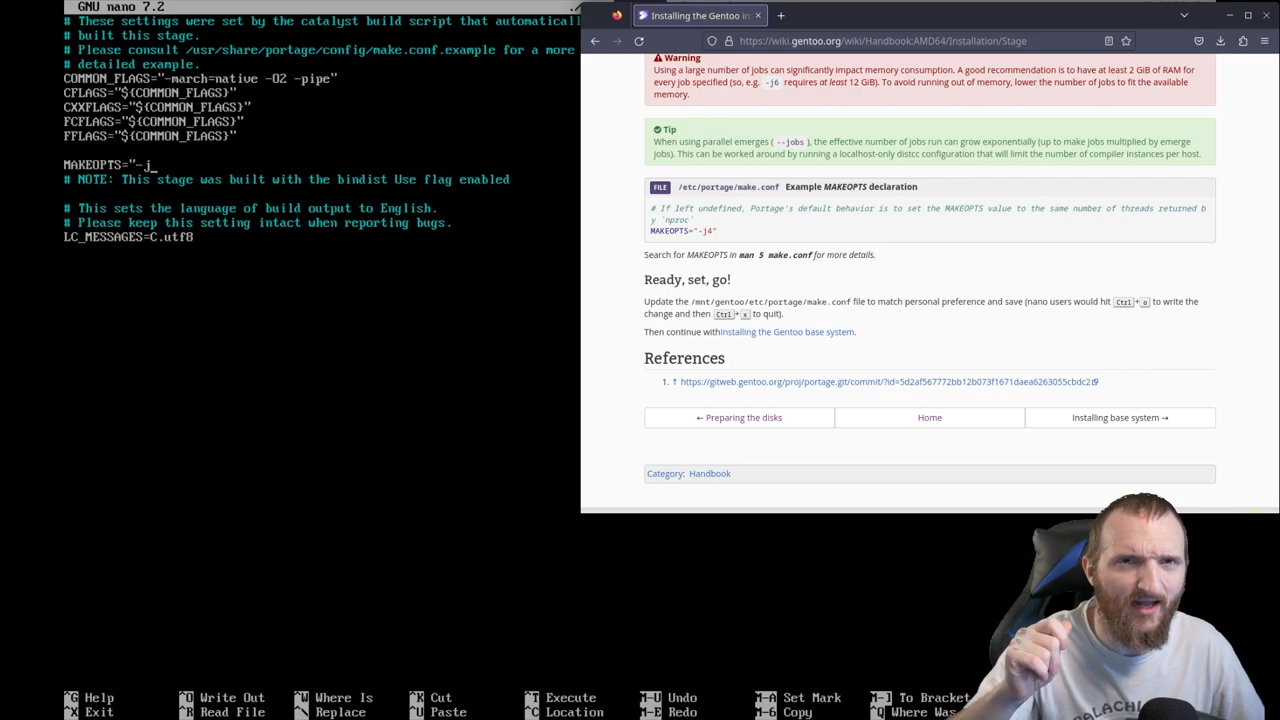 GNU nano 7.2
# These settings were set by the catalyst build script that automatically
# built this stage.
# Please consult /usr/share/portage/config/make.conf.example for a more
# detailed example.
COMMON_FLAGS="-march=native -O2 -pipe"
CFLAGS="${COMMON_FLAGS}"
CXXFLAGS="${COMMON_FLAGS}"
FCFLAGS="${COMMON_FLAGS}"
FFLAGS="${COMMON_FLAGS}"
MAKEOPTS="-j_
# NOTE: This stage was built with the bindist Use flag enabled
# This sets the language of build output to English.
# Please keep this setting intact when reporting bugs.
LC_MESSAGES=C.utf8
^G Help ^O Write Out ^W Where Is ^K Cut ^T Execute M-U Undo M-A Set Mark M-] To Bracket
^X Exit ^R Read File ^\ Replace ^U Paste ^C Location M-E Redo M-6 Copy ^Q Where Was
Installing the Gentoo in
https://wiki.gentoo.org/wiki/Handbook:AMD64/Installation/Stage
Warning
Using a large number of jobs can significantly impact memory consumption. A good recommendation is to have at least 2 GiB of RAM for
every job specified (so, e.g. -j6 requires at least 12 GiB). To avoid running out of memory, lower the number of jobs to fit the available
memory.
Tip
When using parallel emerges ( --jobs ), the effective number of jobs run can grow exponentially (up to make jobs multiplied by emerge
jobs). This can be worked around by running a localhost-only distcc configuration that will limit the number of compiler instances per host.
FILE /etc/portage/make.conf Example MAKEOPTS declaration
# If left undefined, Portage's default behavior is to set the MAKEOPTS value to the same number of threads returned b
y `nproc`
MAKEOPTS="-j4"
Search for MAKEOPTS in man 5 make.conf for more details.
Ready, set, go!
Update the /mnt/gentoo/etc/portage/make.conf file to match personal preference and save (nano users would hit Ctrl+o to write the
change and then Ctrl+x to quit).
Then continue withInstalling the Gentoo base system.
References
1. ↑ https://gitweb.gentoo.org/proj/portage.git/commit/?id=5d2af567772bb12b073f1671daea6263055cbdc2
← Preparing the disks Home Installing base system →
Category: Handbook